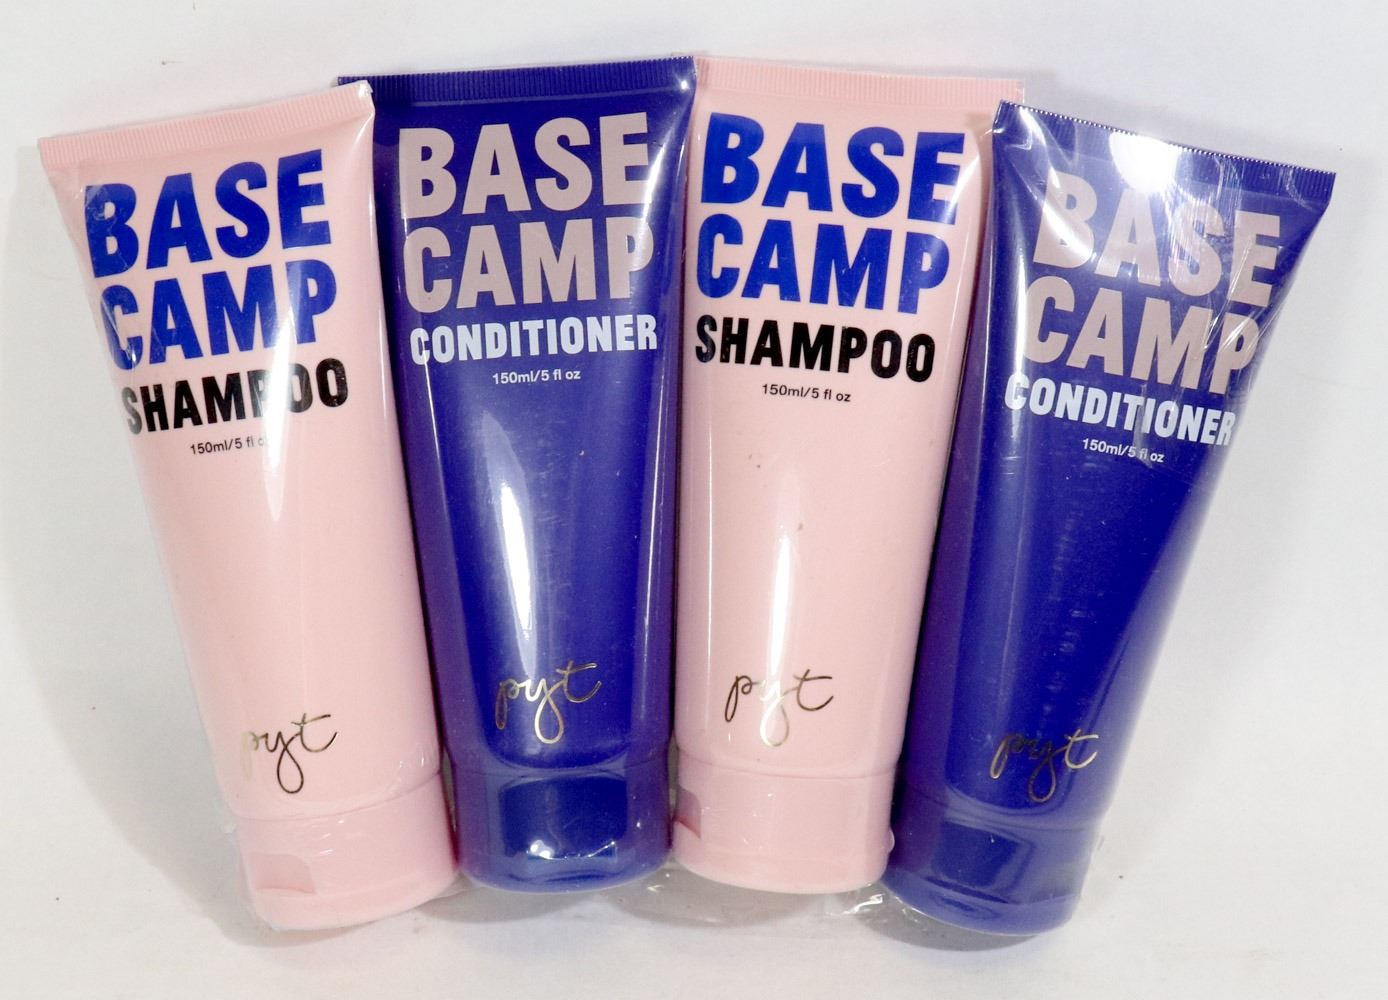 BASE
CAMP
SHAMPOO
150ml/5 fl oz
pyt
BASE
CAMP
CONDITIONER
150ml/5 fl oz
pyt
BASE
CAMP
SHAMPOO
150ml/5 fl oz
pyt
BASE
CAMP
CONDITIONER
150ml/5 fl oz
pyt